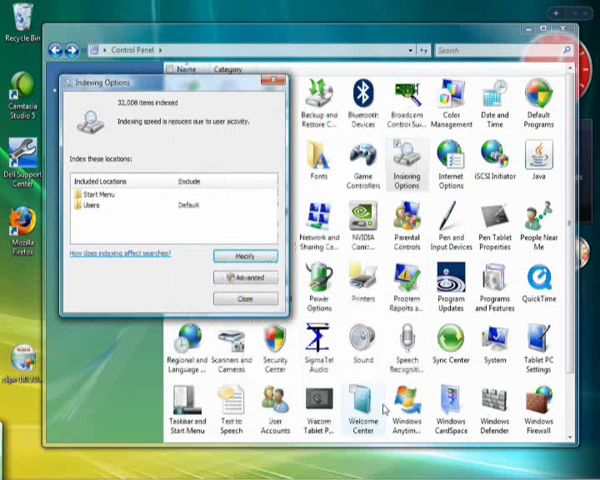 Recycle Bin
Camtasia
Studio 5
Dell Support
Center
Mozilla
Firefox
Control Panel
Search
Name
Category
Indexing Options
32,000 items indexed
Indexing speed is reduced due to user activity.
Index these locations:
Included Locations
Exclude
Start Menu
Users
Default
How does indexing affect searches?
Modify
Advanced
Close
Backup and
Restore C...
Bluetooth
Devices
Broadcom
Control Sui...
Color
Management
Date and
Time
Default
Programs
Fonts
Game
Controllers
Indexing
Options
Internet
Options
iSCSI Initiator
Java
Network and
Sharing Ce...
NVIDIA
Contr...
Parental
Controls
Pen and
Input Devices
Pen Tablet
Properties
People Near
Me
Power
Options
Printers
Problem
Reports a...
Program
Updates
Programs
and Features
QuickTime
Regional and
Language ...
Scanners and
Cameras
Security
Center
SigmaTel
Audio
Sound
Speech
Recogniti...
Sync Center
System
Tablet PC
Settings
Taskbar and
Start Menu
Text to
Speech
User
Accounts
Wacom
Tablet P...
Welcome
Center
Windows
Anytim...
Windows
CardSpace
Windows
Defender
Windows
Firewall